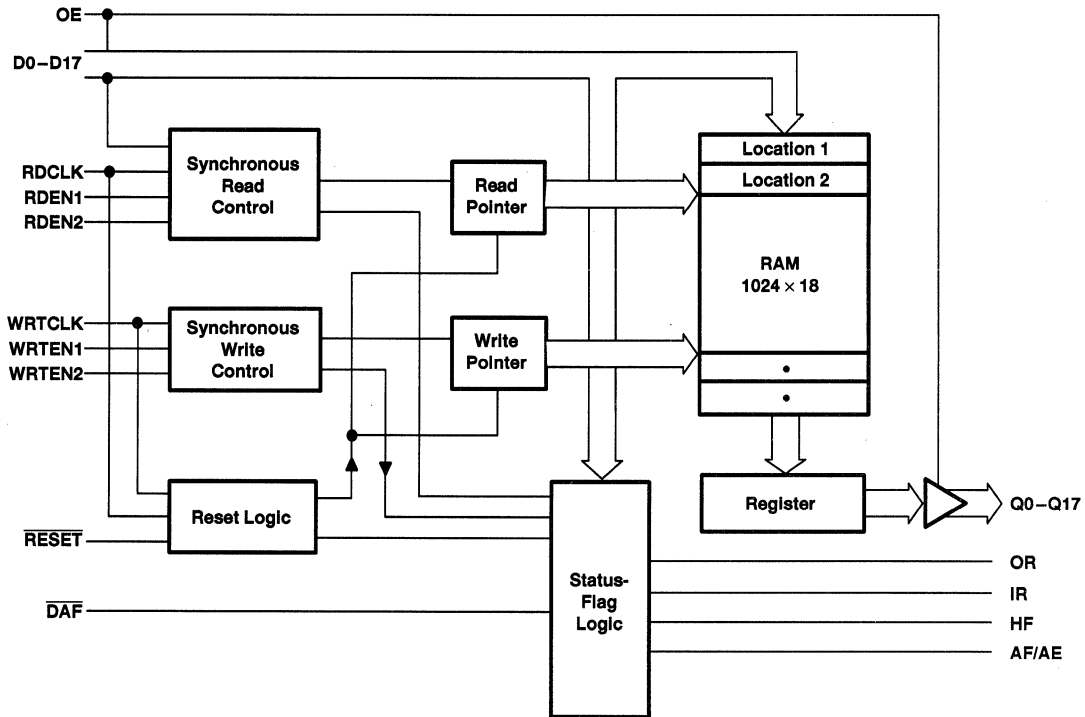 OE
D0–D17
RDCLK
RDEN1
RDEN2
Synchronous
Read
Control
Read
Pointer
Location 1
Location 2
RAM
1024 × 18
WRTCLK
WRTEN1
WRTEN2
Synchronous
Write
Control
Write
Pointer
Reset Logic
RESET
DAF
Status-
Flag
Logic
Register
Q0–Q17
OR
IR
HF
AF/AE